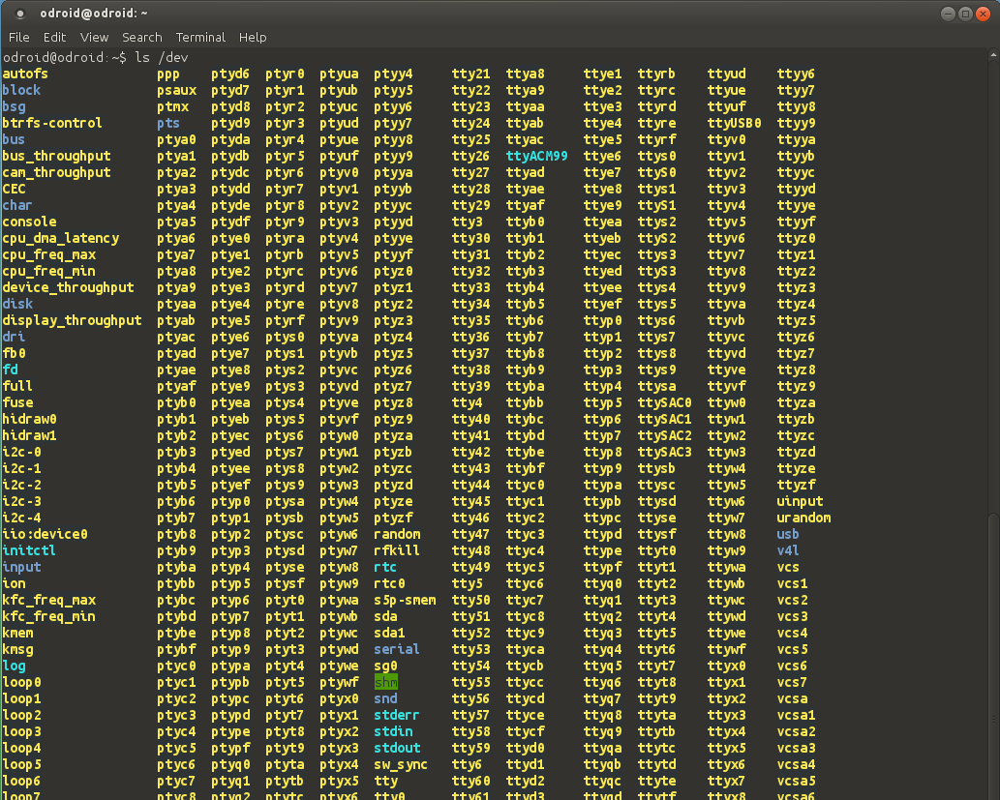 odroid@odroid: ~
File Edit View Search Terminal Help
odroid@odroid:~$ ls /dev
autofs ppp ptyd6 ptyr0 ptyua ptyy4 tty21 ttya8 ttye1 ttyrb ttyud ttyy6
block psaux ptyd7 ptyr1 ptyub ptyy5 tty22 ttya9 ttye2 ttyrc ttyue ttyy7
bsg ptmx ptyd8 ptyr2 ptyuc ptyy6 tty23 ttyaa ttye3 ttyrd ttyuf ttyy8
btrfs-control pts ptyd9 ptyr3 ptyud ptyy7 tty24 ttyab ttye4 ttyre ttyUSB0 ttyy9
bus ptya0 ptyda ptyr4 ptyue ptyy8 tty25 ttyac ttye5 ttyrf ttyv0 ttyya
bus_throughput ptya1 ptydb ptyr5 ptyuf ptyy9 tty26 ttyACM99 ttye6 ttys0 ttyv1 ttyyb
cam_throughput ptya2 ptydc ptyr6 ptyv0 ptyya tty27 ttyad ttye7 ttyS0 ttyv2 ttyyc
CEC ptya3 ptydd ptyr7 ptyv1 ptyyb tty28 ttyae ttye8 ttys1 ttyv3 ttyyd
char ptya4 ptyde ptyr8 ptyv2 ptyyc tty29 ttyaf ttye9 ttyS1 ttyv4 ttyye
console ptya5 ptydf ptyr9 ptyv3 ptyyd tty3 ttyb0 ttyea ttys2 ttyv5 ttyyf
cpu_dma_latency ptya6 ptye0 ptyra ptyv4 ptyye tty30 ttyb1 ttyeb ttyS2 ttyv6 ttyz0
cpu_freq_max ptya7 ptye1 ptyrb ptyv5 ptyyf tty31 ttyb2 ttyec ttys3 ttyv7 ttyz1
cpu_freq_min ptya8 ptye2 ptyrc ptyv6 ptyz0 tty32 ttyb3 ttyed ttyS3 ttyv8 ttyz2
device_throughput ptya9 ptye3 ptyrd ptyv7 ptyz1 tty33 ttyb4 ttyee ttys4 ttyv9 ttyz3
disk ptyaa ptye4 ptyre ptyv8 ptyz2 tty34 ttyb5 ttyef ttys5 ttyva ttyz4
display_throughput ptyab ptye5 ptyrf ptyv9 ptyz3 tty35 ttyb6 ttyp0 ttys6 ttyvb ttyz5
dri ptyac ptye6 ptys0 ptyva ptyz4 tty36 ttyb7 ttyp1 ttys7 ttyvc ttyz6
fb0 ptyad ptye7 ptys1 ptyvb ptyz5 tty37 ttyb8 ttyp2 ttys8 ttyvd ttyz7
fd ptyae ptye8 ptys2 ptyvc ptyz6 tty38 ttyb9 ttyp3 ttys9 ttyve ttyz8
full ptyaf ptye9 ptys3 ptyvd ptyz7 tty39 ttyba ttyp4 ttysa ttyvf ttyz9
fuse ptyb0 ptyea ptys4 ptyve ptyz8 tty4 ttybb ttyp5 ttySAC0 ttyw0 ttyza
hidraw0 ptyb1 ptyeb ptys5 ptyvf ptyz9 tty40 ttybc ttyp6 ttySAC1 ttyw1 ttyzb
hidraw1 ptyb2 ptyec ptys6 ptyw0 ptyza tty41 ttybd ttyp7 ttySAC2 ttyw2 ttyzc
i2c-0 ptyb3 ptyed ptys7 ptyw1 ptyzb tty42 ttybe ttyp8 ttySAC3 ttyw3 ttyzd
i2c-1 ptyb4 ptyee ptys8 ptyw2 ptyzc tty43 ttybf ttyp9 ttysb ttyw4 ttyze
i2c-2 ptyb5 ptyef ptys9 ptyw3 ptyzd tty44 ttyc0 ttypa ttysc ttyw5 ttyzf
i2c-3 ptyb6 ptyp0 ptysa ptyw4 ptyze tty45 ttyc1 ttypb ttysd ttyw6 uinput
i2c-4 ptyb7 ptyp1 ptysb ptyw5 ptyzf tty46 ttyc2 ttypc ttyse ttyw7 urandom
iio:device0 ptyb8 ptyp2 ptysc ptyw6 random tty47 ttyc3 ttypd ttysf ttyw8 usb
initctl ptyb9 ptyp3 ptysd ptyw7 rfkill tty48 ttyc4 ttype ttyt0 ttyw9 v4l
input ptyba ptyp4 ptyse ptyw8 rtc tty49 ttyc5 ttypf ttyt1 ttywa vcs
ion ptybb ptyp5 ptysf ptyw9 rtc0 tty5 ttyc6 ttyq0 ttyt2 ttywb vcs1
kfc_freq_max ptybc ptyp6 ptyt0 ptywa s5p-smem tty50 ttyc7 ttyq1 ttyt3 ttywc vcs2
kfc_freq_min ptybd ptyp7 ptyt1 ptywb sda tty51 ttyc8 ttyq2 ttyt4 ttywd vcs3
kmem ptybe ptyp8 ptyt2 ptywc sda1 tty52 ttyc9 ttyq3 ttyt5 ttywe vcs4
kmsg ptybf ptyp9 ptyt3 ptywd serial tty53 ttyca ttyq4 ttyt6 ttywf vcs5
log ptyc0 ptypa ptyt4 ptywe sg0 tty54 ttycb ttyq5 ttyt7 ttyx0 vcs6
loop0 ptyc1 ptypb ptyt5 ptywf shm tty55 ttycc ttyq6 ttyt8 ttyx1 vcs7
loop1 ptyc2 ptypc ptyt6 ptyx0 snd tty56 ttycd ttyq7 ttyt9 ttyx2 vcsa
loop2 ptyc3 ptypd ptyt7 ptyx1 stderr tty57 ttyce ttyq8 ttyta ttyx3 vcsa1
loop3 ptyc4 ptype ptyt8 ptyx2 stdin tty58 ttycf ttyq9 ttytb ttyx4 vcsa2
loop4 ptyc5 ptypf ptyt9 ptyx3 stdout tty59 ttyd0 ttyqa ttytc ttyx5 vcsa3
loop5 ptyc6 ptyq0 ptyta ptyx4 sw_sync tty6 ttyd1 ttyqb ttytd ttyx6 vcsa4
loop6 ptyc7 ptyq1 ptytb ptyx5 tty tty60 ttyd2 ttyqc ttyte ttyx7 vcsa5
loop7 ptyc8 ptyq2 ptytc ptyx6 tty0 tty61 ttyd3 ttyqd ttytf ttyx8 vcsa6